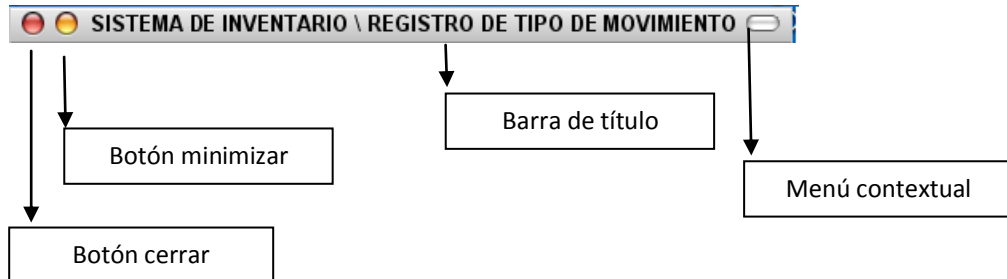 SISTEMA DE INVENTARIO \ REGISTRO DE TIPO DE MOVIMIENTO
Barra de título
Botón minimizar
Menú contextual
Botón cerrar